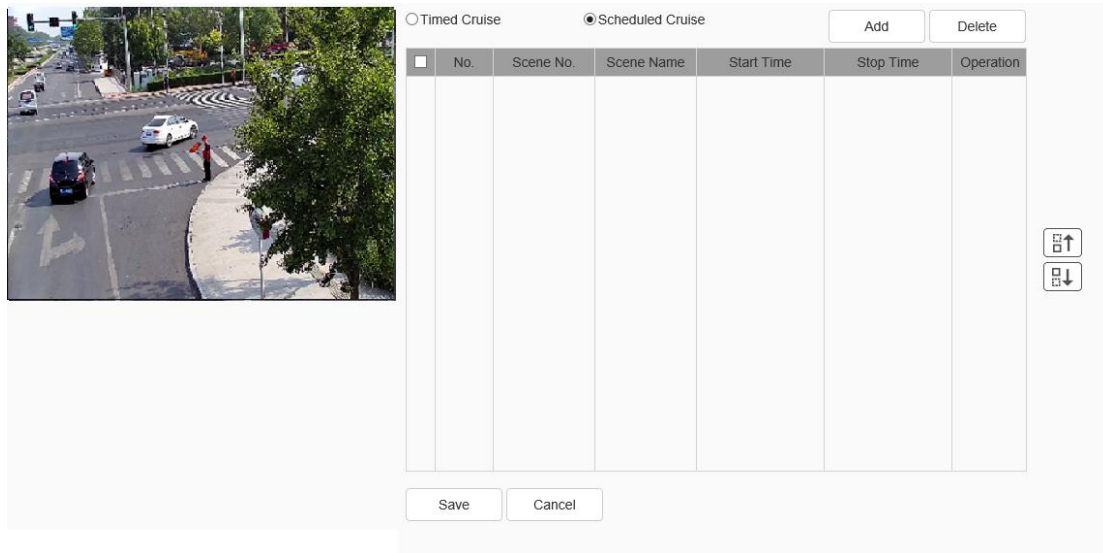 Timed Cruise Scheduled Cruise Add Delete
No. Scene No. Scene Name Start Time Stop Time Operation
Save Cancel